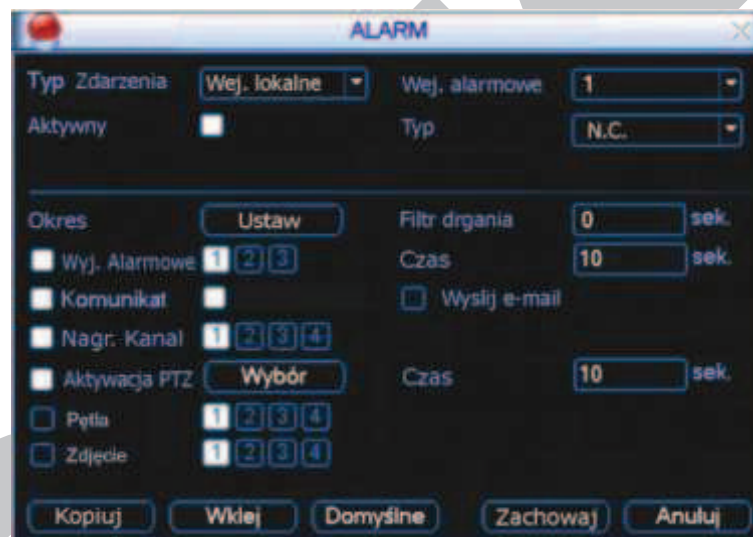 ALARM
Typ Zdarzenia Wej. lokalne Wej. alarmowe 1
Aktywny Typ N.C.
Okres Ustaw Filtr drgania 0 sek.
Wyj. Alarmowe 1 2 3 Czas 10 sek.
Komunikat Wyslij e-mail
Nagr. Kanal 1 2 3 4
Aktywacja PTZ Wybór Czas 10 sek.
Pętla 1 2 3 4
Zdjęcie 1 2 3 4
Kopiuj Wklej Domyślne Zachowaj Anuluj